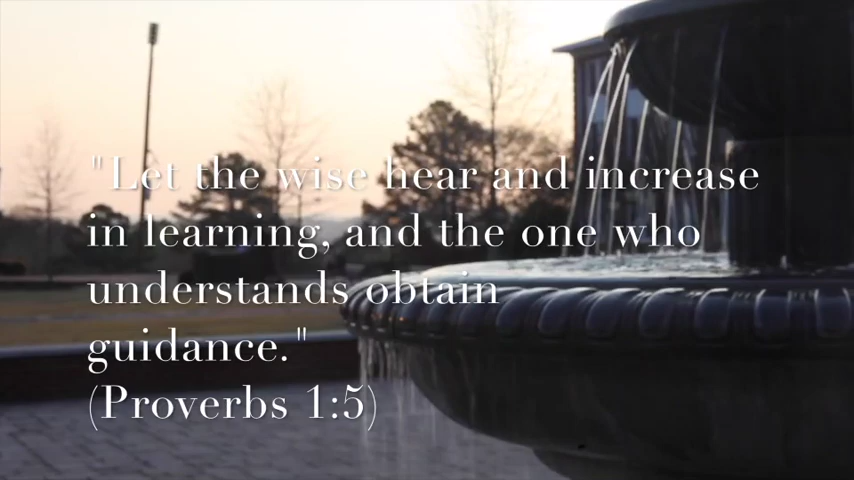 "Let the wise hear and increase
in learning, and the one who
understands obtain
guidance."
(Proverbs 1:5)